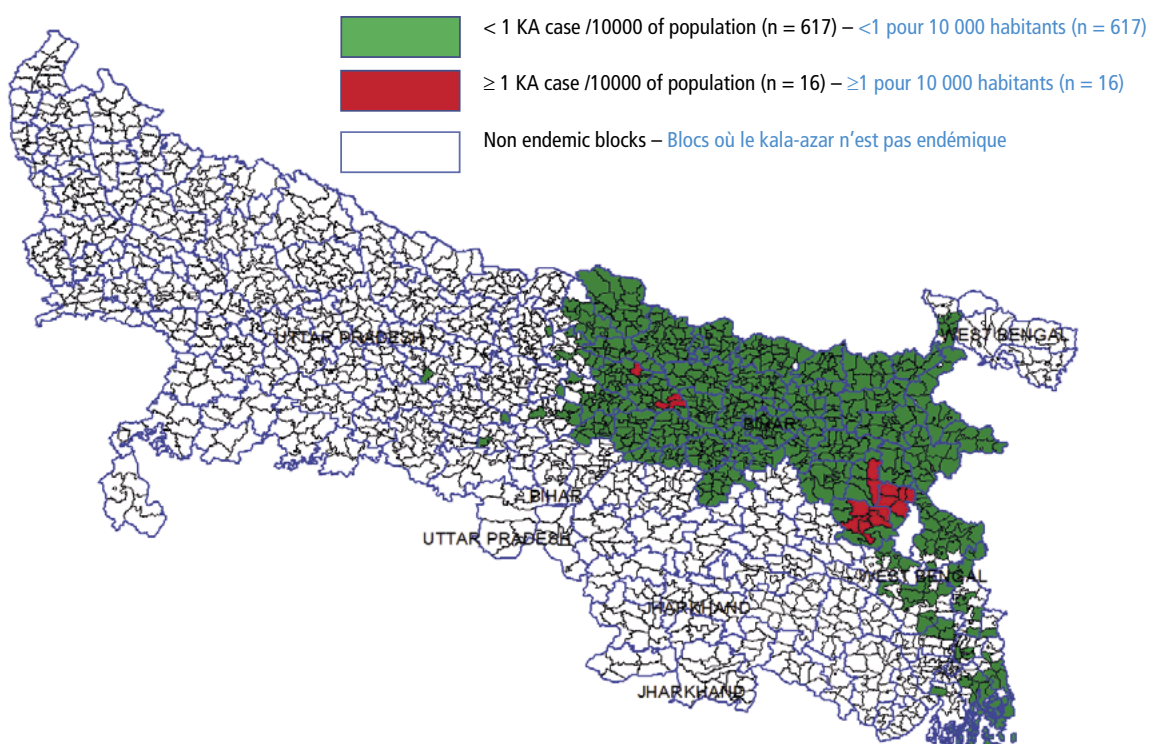 < 1 KA case /10000 of population (n = 617) – <1 pour 10 000 habitants (n = 617)
≥ 1 KA case /10000 of population (n = 16) – ≥1 pour 10 000 habitants (n = 16)
Non endemic blocks – Blocs où le kala-azar n'est pas endémique
UTTAR PRADESH
WEST BENGAL
BIHAR
BIHAR
UTTAR PRADESH
WEST BENGAL
JHARKHAND
JHARKHAND